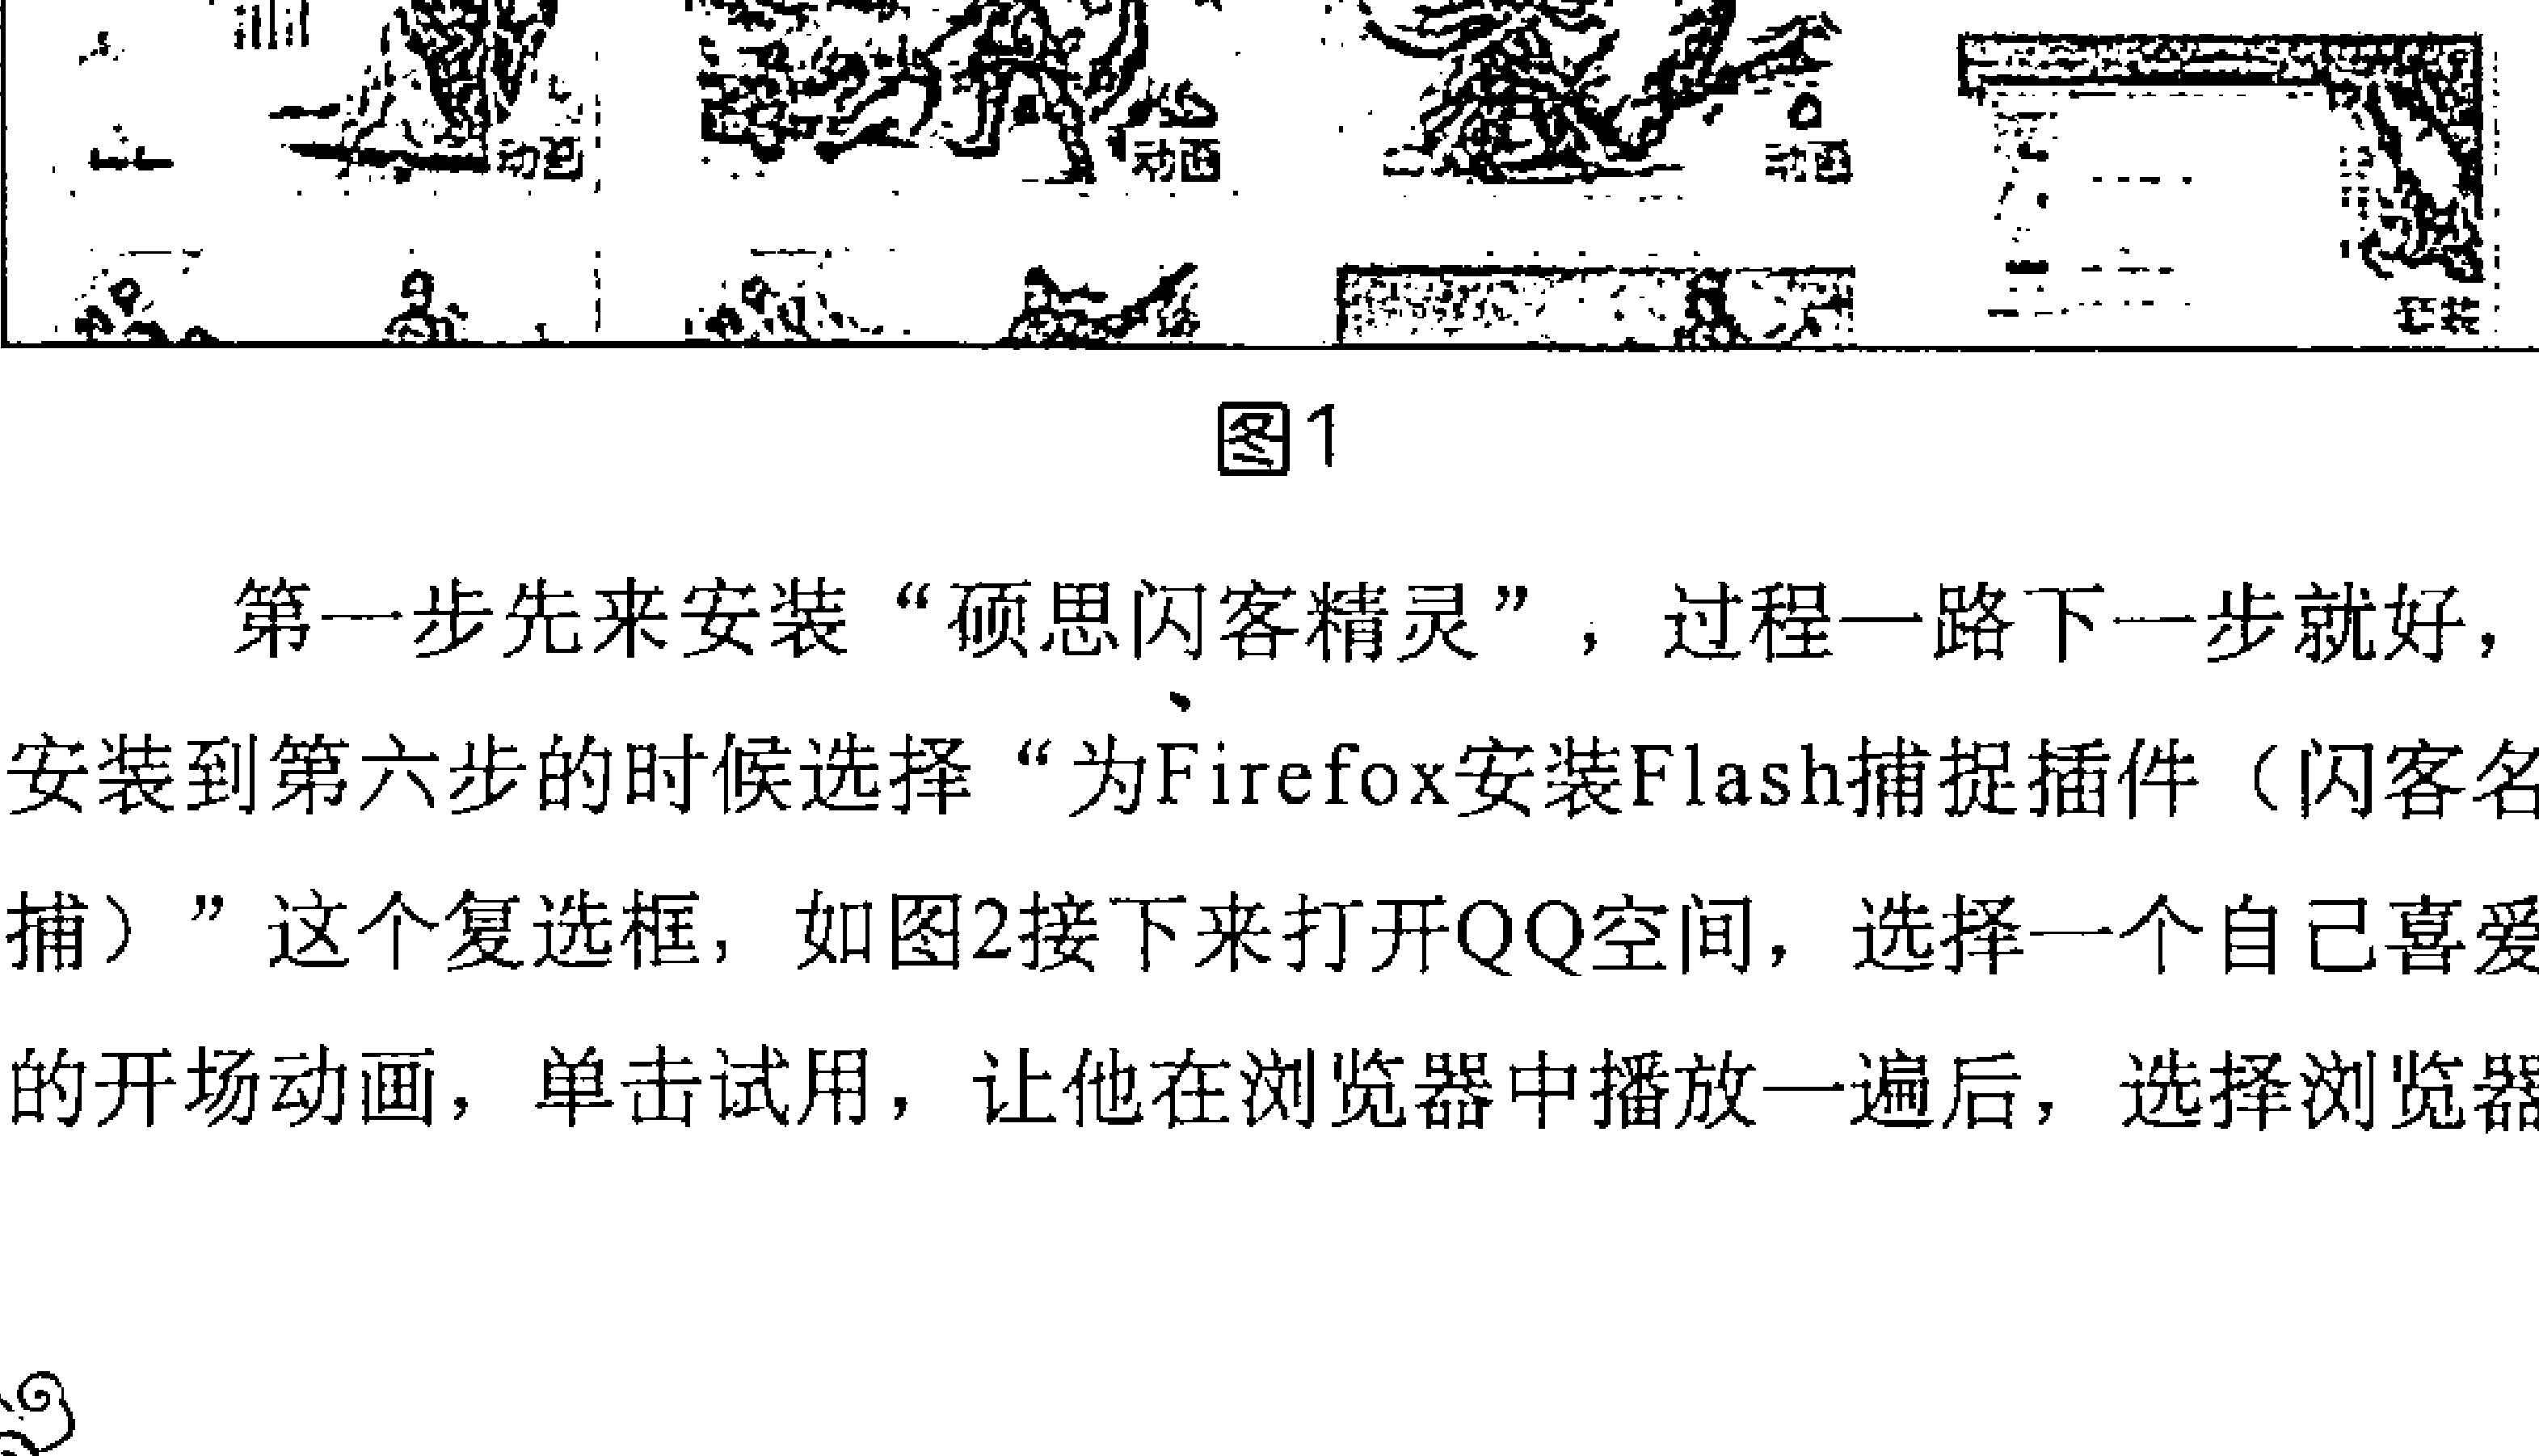 动画
动画
动画
图1
第一步先来安装“硕思闪客精灵”，过程一路下一步就好，
安装到第六步的时候选择“为Firefox安装Flash捕捉插件（闪客名
捕）”这个复选框，如图2接下来打开QQ空间，选择一个自己喜爱
的开场动画，单击试用，让他在浏览器中播放一遍后，选择浏览器